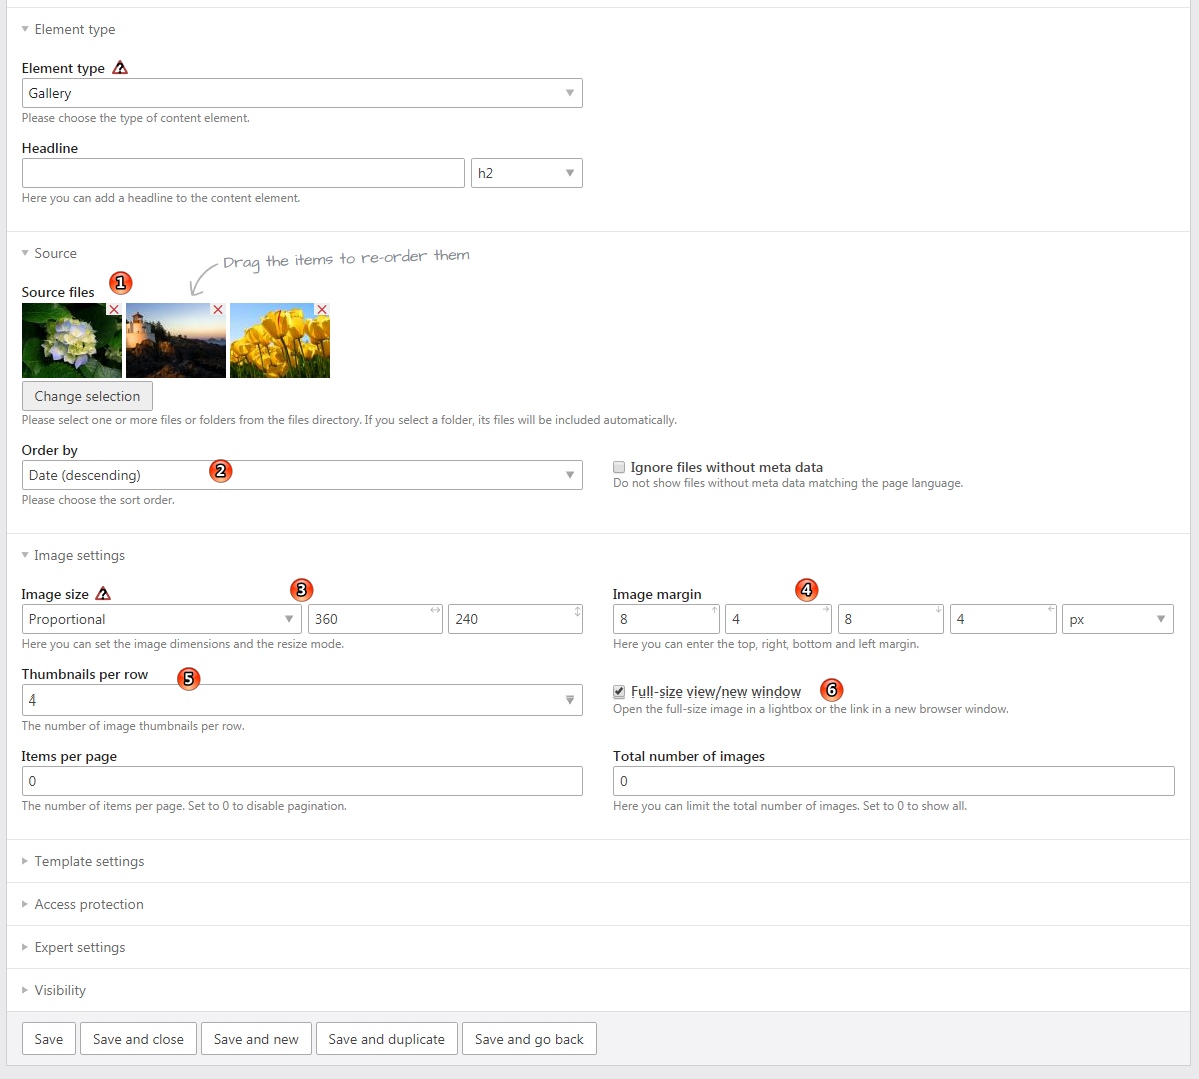 Element type
Element type
Gallery
Please choose the type of content element.
Headline
h2
Here you can add a headline to the content element.
Source
Drag the items to re-order them
Source files 1
Change selection
Please select one or more files or folders from the files directory. If you select a folder, its files will be included automatically.
Order by
Date (descending) 2
Ignore files without meta data
Please choose the sort order.
Do not show files without meta data matching the page language.
Image settings
Image size 3
Image margin 4
Proportional 360 240
8 4 8 4 px
Here you can set the image dimensions and the resize mode.
Here you can enter the top, right, bottom and left margin.
Thumbnails per row 5
4
Full-size view/new window 6
The number of image thumbnails per row.
Open the full-size image in a lightbox or the link in a new browser window.
Items per page
Total number of images
0
0
The number of items per page. Set to 0 to disable pagination.
Here you can limit the total number of images. Set to 0 to show all.
Template settings
Access protection
Expert settings
Visibility
Save Save and close Save and new Save and duplicate Save and go back